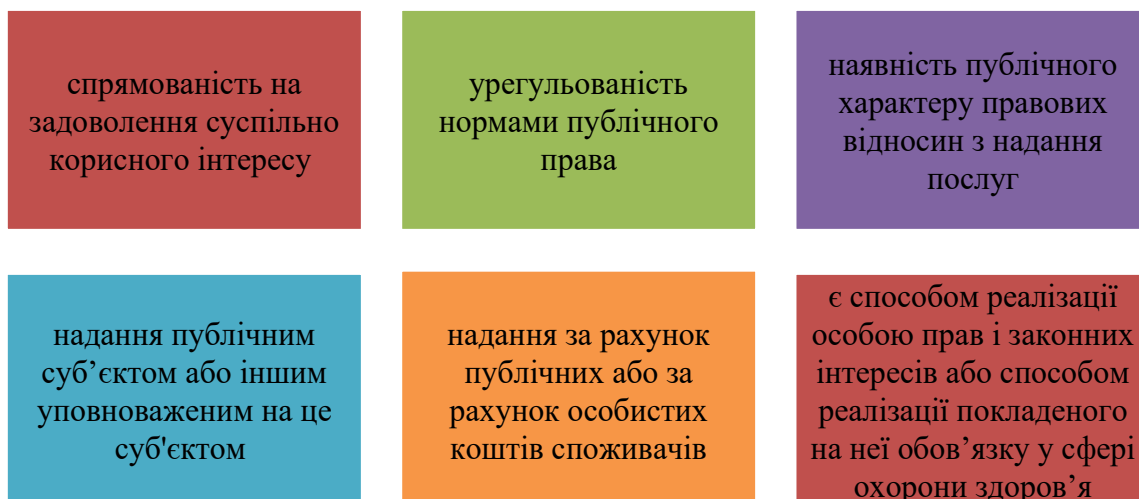 спрямованість на
задоволення суспільно
корисного інтересу
урегульованість
нормами публічного
права
наявність публічного
характеру правових
відносин з надання
послуг
надання публічним
суб’єктом або іншим
уповноваженим на це
суб'єктом
надання за рахунок
публічних або за
рахунок особистих
коштів споживачів
є способом реалізації
особою прав і законних
інтересів або способом
реалізації покладеного
на неї обов’язку у сфері
охорони здоров’я